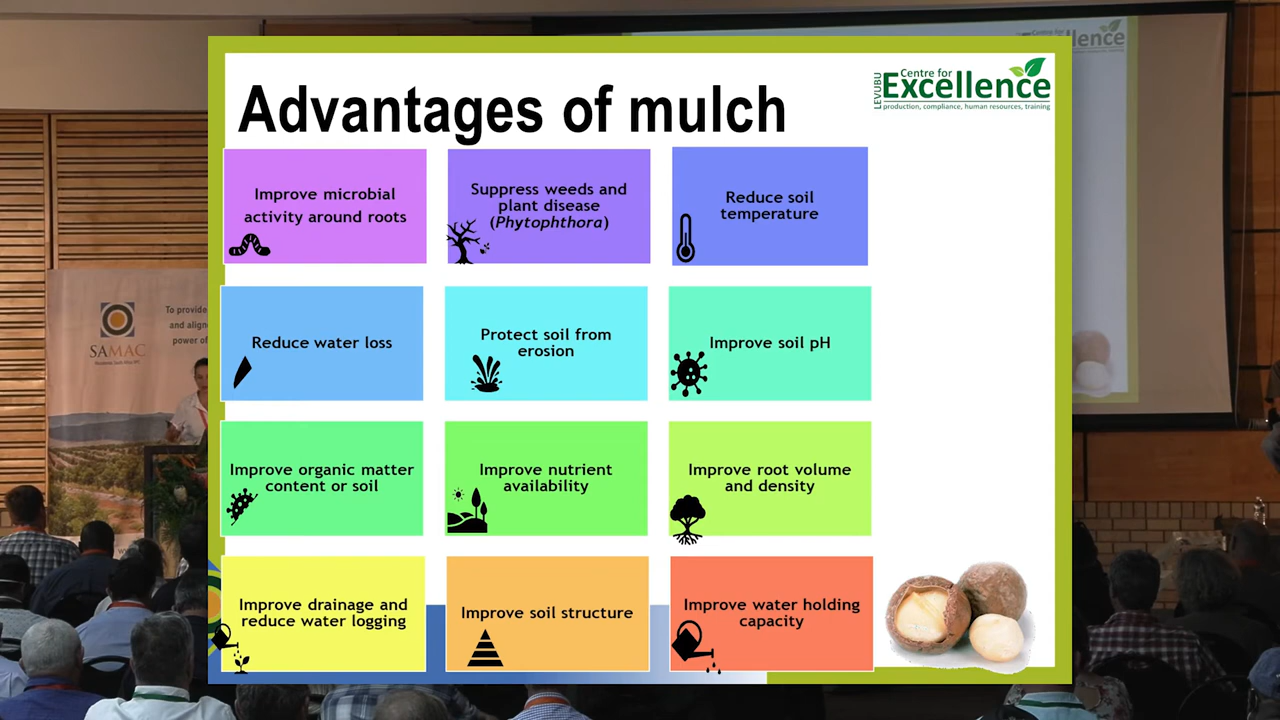 Advantages of mulch
LEVUBU
Centre for
Excellence
production, compliance, human resources, training
Improve microbial
activity around roots
Suppress weeds and
plant disease
(Phytophthora)
Reduce soil
temperature
Reduce water loss
Protect soil from
erosion
Improve soil pH
Improve organic matter
content or soil
Improve nutrient
availability
Improve root volume
and density
Improve drainage and
reduce water logging
Improve soil structure
Improve water holding
capacity
SAMAC
To provide
and align
power of
Centre for
lence